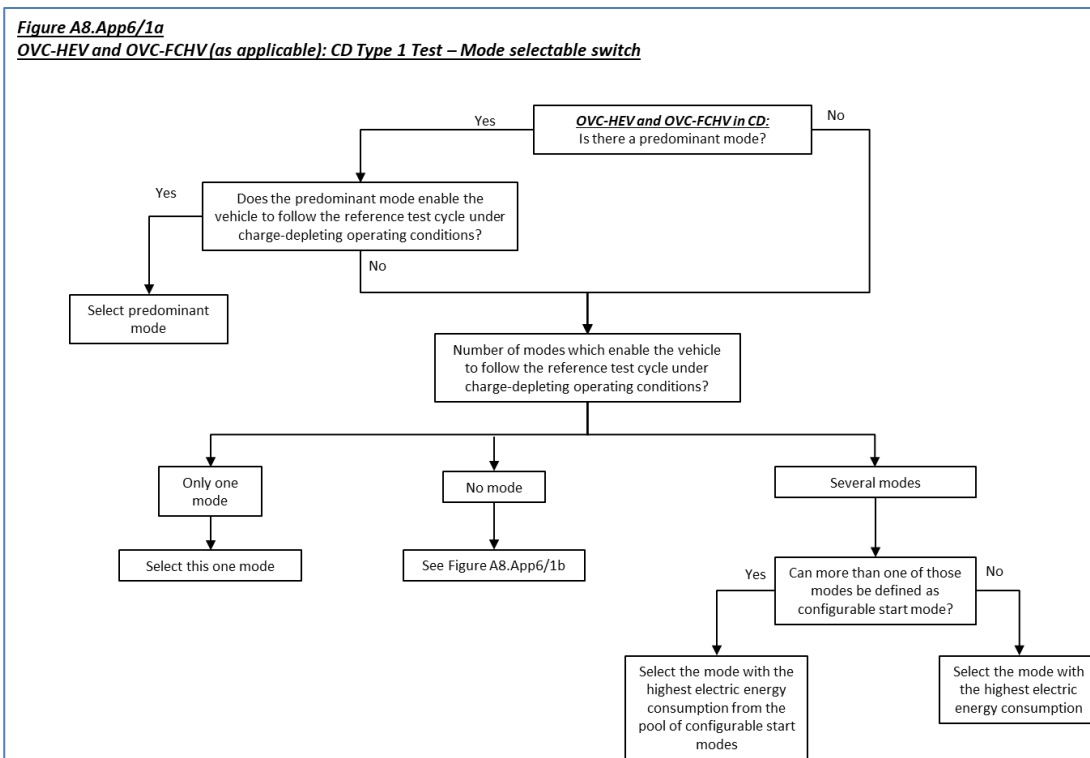 Figure A8.App6/1a
OVC-HEV and OVC-FCHV (as applicable): CD Type 1 Test – Mode selectable switch
Yes
OVC-HEV and OVC-FCHV in CD:
Is there a predominant mode?
No
Yes
Does the predominant mode enable the
vehicle to follow the reference test cycle under
charge-depleting operating conditions?
No
Select predominant
mode
Number of modes which enable the vehicle
to follow the reference test cycle under
charge-depleting operating conditions?
Only one
mode
No mode
Several modes
Select this one mode
See Figure A8.App6/1b
Yes
Can more than one of those
modes be defined as
configurable start mode?
No
Select the mode with the
highest electric energy
consumption from the
pool of configurable start
modes
Select the mode with
the highest electric
energy consumption